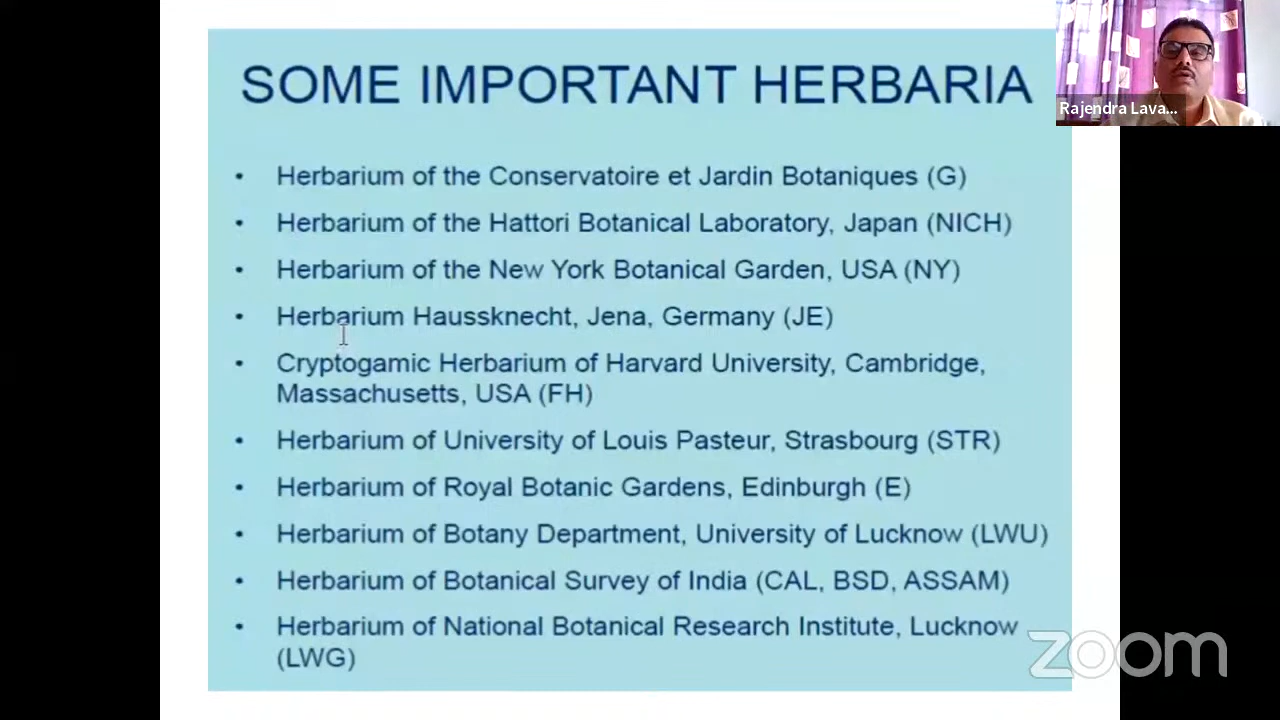 SOME IMPORTANT HERBARIA
Rajendra Lava...
• Herbarium of the Conservatoire et Jardin Botaniques (G)
• Herbarium of the Hattori Botanical Laboratory, Japan (NICH)
• Herbarium of the New York Botanical Garden, USA (NY)
• Herbarium Haussknecht, Jena, Germany (JE)
• Cryptogamic Herbarium of Harvard University, Cambridge,
Massachusetts, USA (FH)
• Herbarium of University of Louis Pasteur, Strasbourg (STR)
• Herbarium of Royal Botanic Gardens, Edinburgh (E)
• Herbarium of Botany Department, University of Lucknow (LWU)
• Herbarium of Botanical Survey of India (CAL, BSD, ASSAM)
• Herbarium of National Botanical Research Institute, Lucknow
(LWG)
zoom